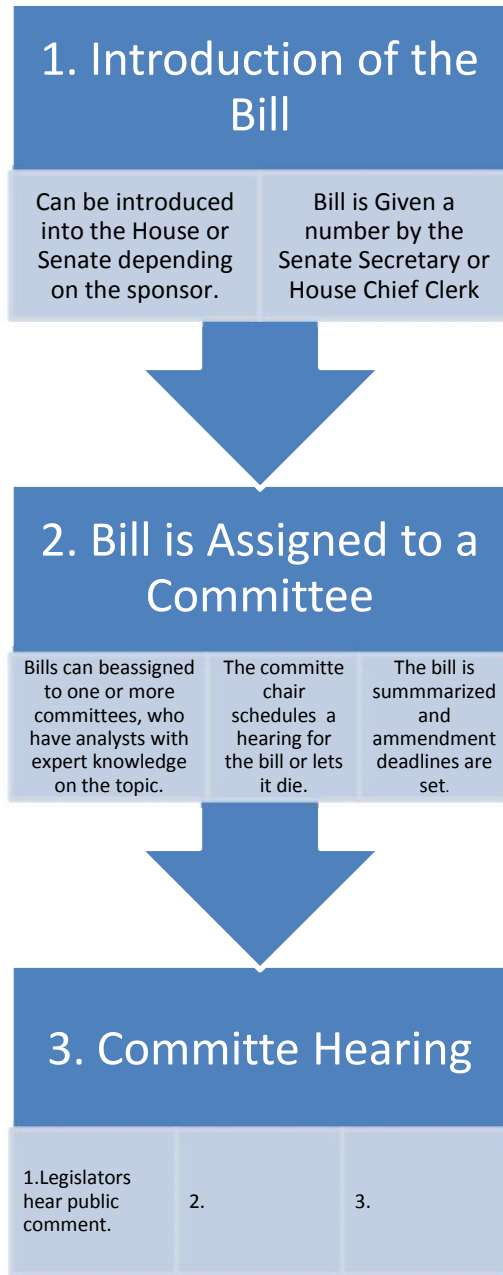 1. Introduction of the
Bill
Can be introduced
into the House or
Senate depending
on the sponsor.
Bill is Given a
number by the
Senate Secretary or
House Chief Clerk
2. Bill is Assigned to a
Committee
Bills can beassigned
to one or more
committees, who
have analysts with
expert knowledge
on the topic.
The committe
chair
schedules a
hearing for
the bill or lets
it die.
The bill is
summmarized
and
ammendment
deadlines are
set.
3. Committe Hearing
1.Legislators
hear public
comment.
2.
3.